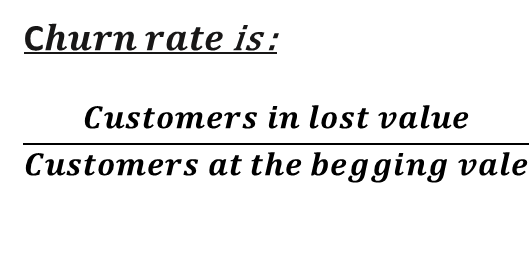 Churn rate is:
Customers in lost value
Customers at the begging vale